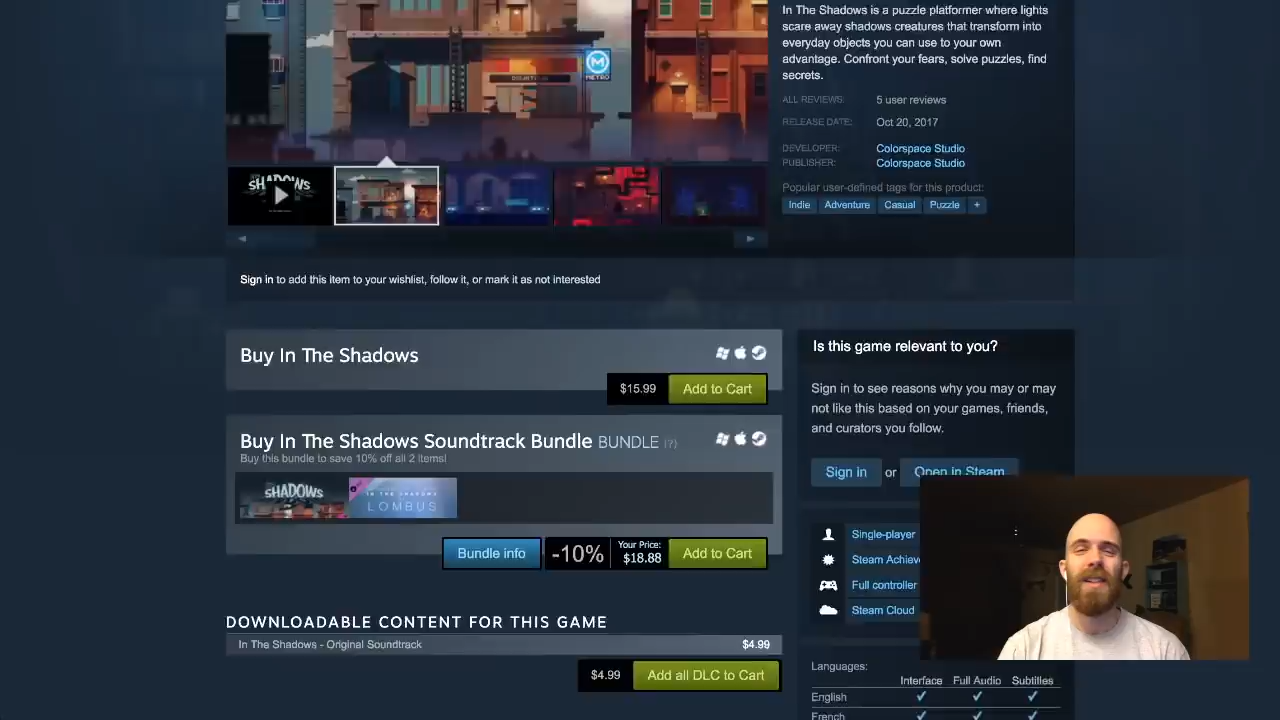 In The Shadows is a puzzle platformer where lights
scare away shadows creatures that transform into
everyday objects you can use to your own
advantage. Confront your fears, solve puzzles, find
secrets.
ALL REVIEWS: 5 user reviews
RELEASE DATE: Oct 20, 2017
DEVELOPER: Colorspace Studio
PUBLISHER: Colorspace Studio
Popular user-defined tags for this product:
Indie Adventure Casual Puzzle +
METRO
SHADOWS
Sign in to add this item to your wishlist, follow it, or mark it as not interested
Buy In The Shadows
$15.99 Add to Cart
Buy In The Shadows Soundtrack Bundle BUNDLE (?)
Buy this bundle to save 10% off all 2 items!
SHADOWS
IN THE SHADOWS
LOMBUS
Bundle info -10% Your Price: $18.88 Add to Cart
DOWNLOADABLE CONTENT FOR THIS GAME
In The Shadows - Original Soundtrack $4.99
$4.99 Add all DLC to Cart
Is this game relevant to you?
Sign in to see reasons why you may or may
not like this based on your games, friends,
and curators you follow.
Sign in or Open in Steam
Single-player
Steam Achiev
Full controller
Steam Cloud
Languages:
Interface Full Audio Subtitles
English ✓ ✓ ✓
French ✓ ✓ ✓